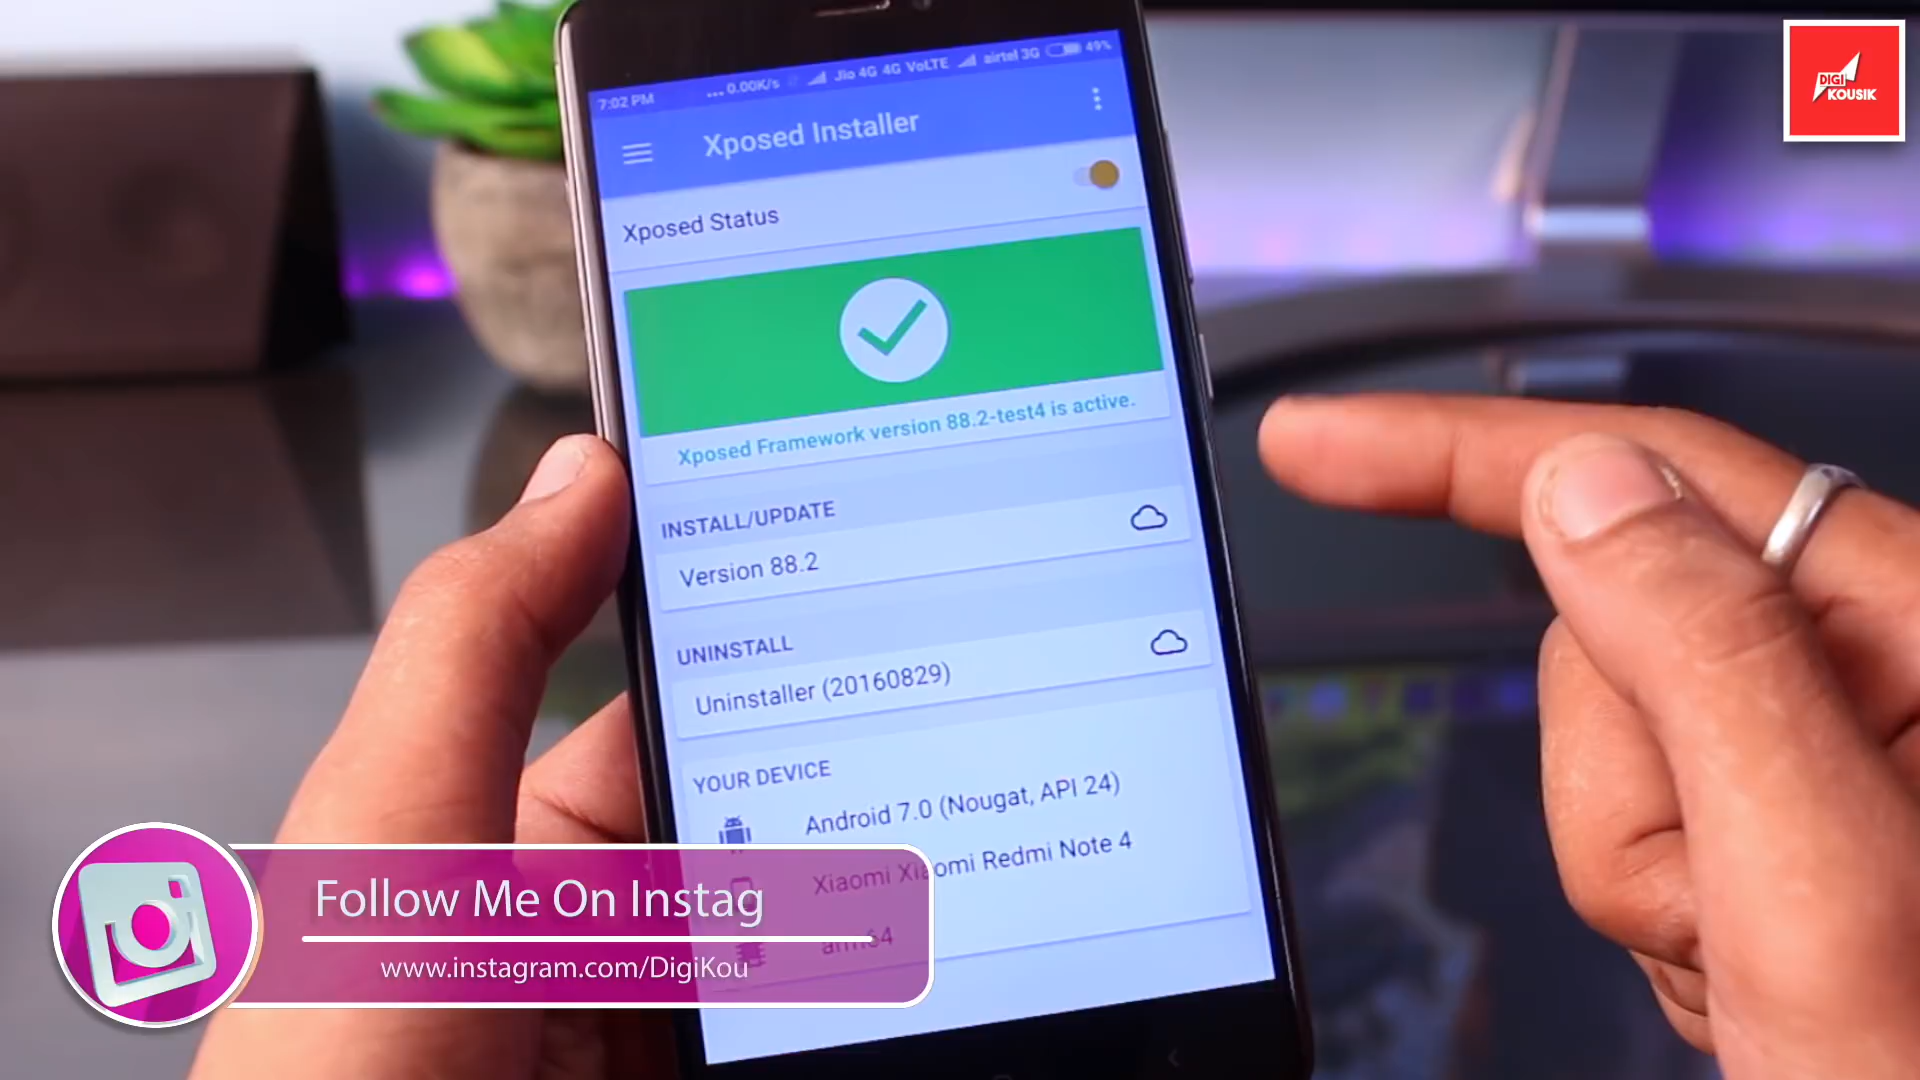 7:02 PM ...0.00K/s Jio 4G 4G VoLTE airtel 3G 49%
Xposed Installer
Xposed Status
Xposed Framework version 88.2-test4 is active.
INSTALL/UPDATE
Version 88.2
UNINSTALL
Uninstaller (20160829)
YOUR DEVICE
Android 7.0 (Nougat, API 24)
Xiaomi Xiaomi Redmi Note 4
arm64
DIGI
KOUSIK
Follow Me On Instag
www.instagram.com/DigiKou